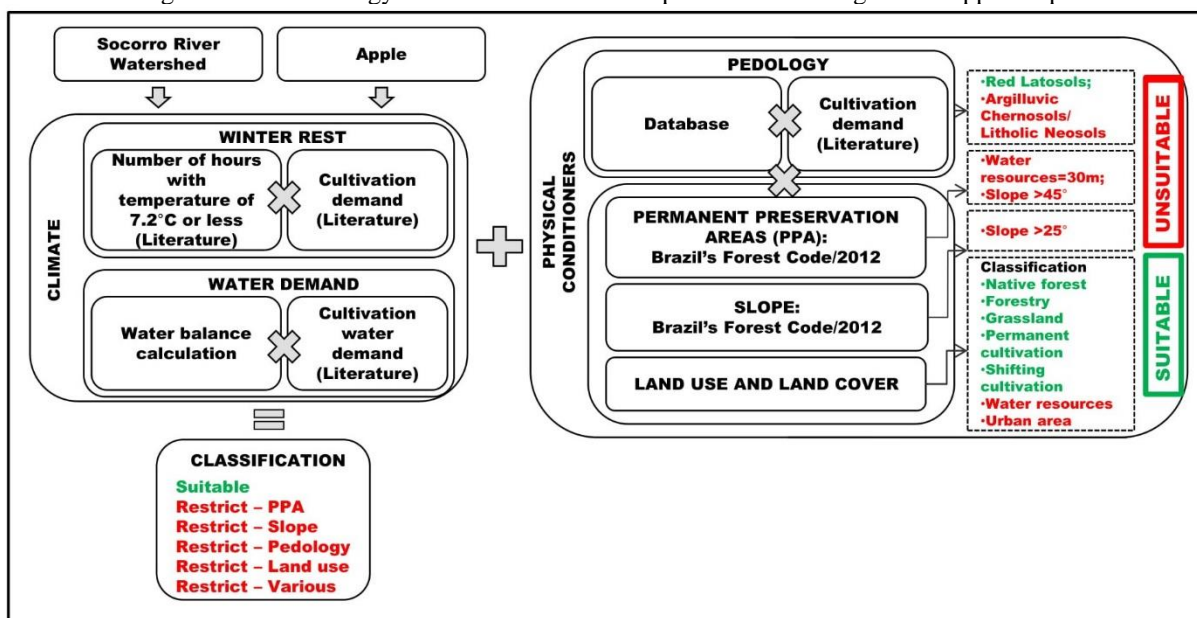 Socorro River
Watershed
Apple
CLIMATE
WINTER REST
Number of hours
with
temperature of
7.2°C or less
(Literature)
Cultivation
demand
(Literature)
WATER DEMAND
Water balance
calculation
Cultivation
water
demand
(Literature)
PHYSICAL
CONDITIONERS
PEDOLOGY
Database
Cultivation
demand
(Literature)
PERMANENT PRESERVATION
AREAS (PPA):
Brazil's Forest Code/2012
SLOPE:
Brazil's Forest Code/2012
LAND USE AND LAND COVER
•Red Latosols;
•Argilluvic
Chernosols/
Litholic Neosols
•Water
resources=30m;
•Slope >45°
•Slope >25°
Classification
•Native forest
•Forestry
•Grassland
•Permanent
cultivation
•Shifting
cultivation
•Water resources
•Urban area
UNSUITABLE
SUITABLE
CLASSIFICATION
Suitable
Restrict – PPA
Restrict – Slope
Restrict – Pedology
Restrict – Land use
Restrict – Various